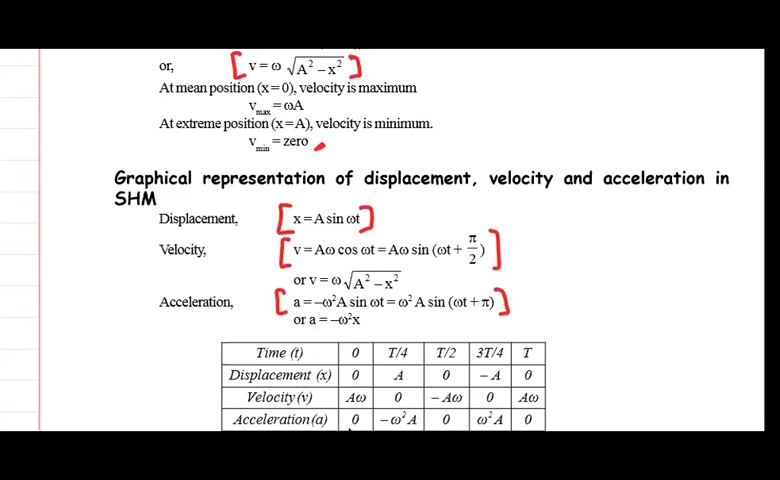 or, v = ω √A² − x²
At mean position (x = 0), velocity is maximum
vmax = ωA
At extreme position (x = A), velocity is minimum.
vmin = zero
Graphical representation of displacement, velocity and acceleration in
SHM
Displacement, x = A sin ωt
Velocity, v = Aω cos ωt = Aω sin (ωt + π/2)
or v = ω √A² − x²
Acceleration, a = −ω²A sin ωt = ω² A sin (ωt + π)
or a = −ω²x
Time (t) 0 T/4 T/2 3T/4 T
Displacement (x) 0 A 0 − A 0
Velocity (v) Aω 0 − Aω 0 Aω
Acceleration (a) 0 − ω² A 0 ω² A 0